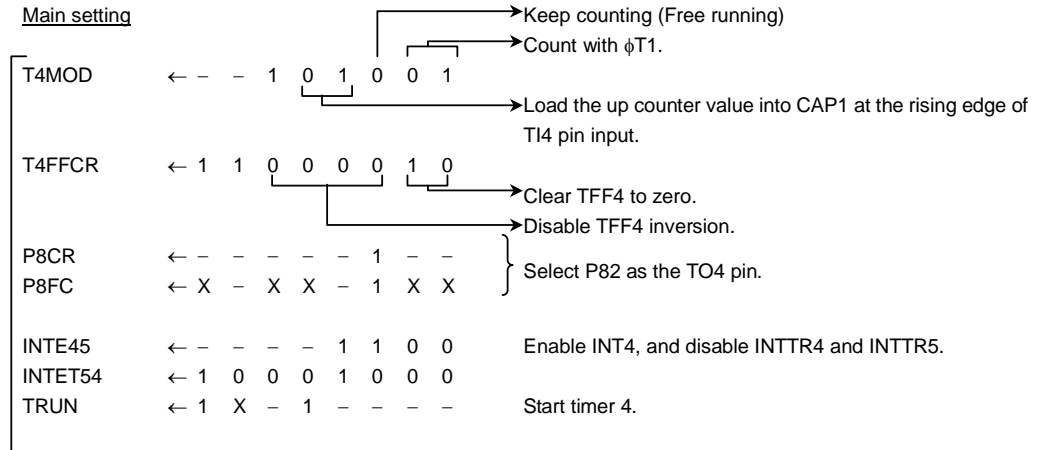 Main setting
Keep counting (Free running)
Count with ϕT1.
T4MOD ← – – 1 0 1 0 0 1
Load the up counter value into CAP1 at the rising edge of
TI4 pin input.
T4FFCR ← 1 1 0 0 0 0 1 0
Clear TFF4 to zero.
Disable TFF4 inversion.
P8CR ← – – – – – 1 – –
P8FC ← X – X X – 1 X X
Select P82 as the TO4 pin.
INTE45 ← – – – – 1 1 0 0 Enable INT4, and disable INTTR4 and INTTR5.
INTET54 ← 1 0 0 0 1 0 0 0
TRUN ← 1 X – 1 – – – – Start timer 4.